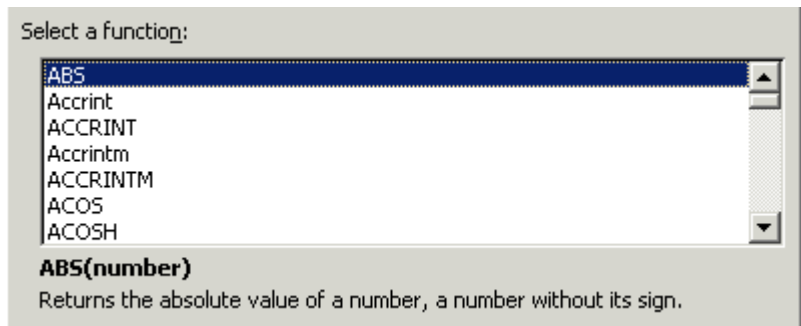 Select a function:
ABS
Accrint
ACCRINT
Accrintm
ACCRINTM
ACOS
ACOSH
ABS(number)
Returns the absolute value of a number, a number without its sign.